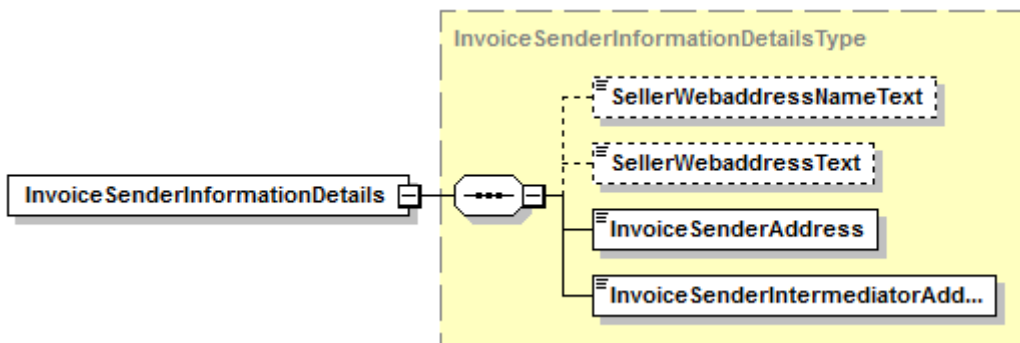 InvoiceSenderInformationDetailsType
SellerWebaddressNameText
SellerWebaddressText
InvoiceSenderInformationDetails
InvoiceSenderAddress
InvoiceSenderIntermediatorAdd...